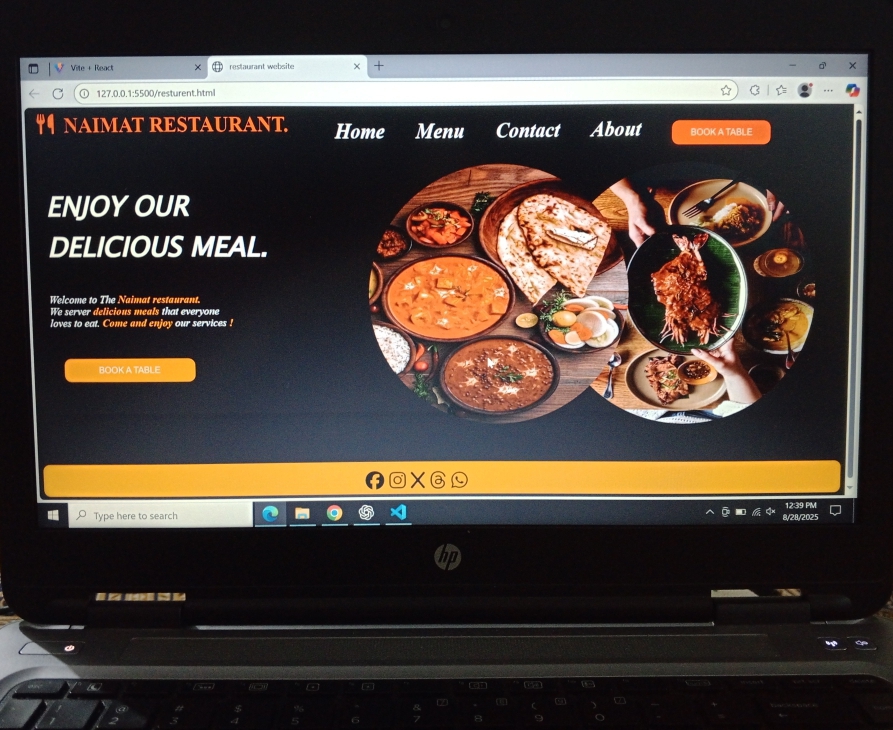 Vite + React
restaurant website
127.0.0.1:5500/resturent.html
NAIMAT RESTAURANT.
Home Menu Contact About
BOOK A TABLE
ENJOY OUR
DELICIOUS MEAL.
Welcome to The Naimat restaurant.
We server delicious meals that everyone
loves to eat. Come and enjoy our services !
BOOK A TABLE
Type here to search
12:39 PM
8/28/2025
hp